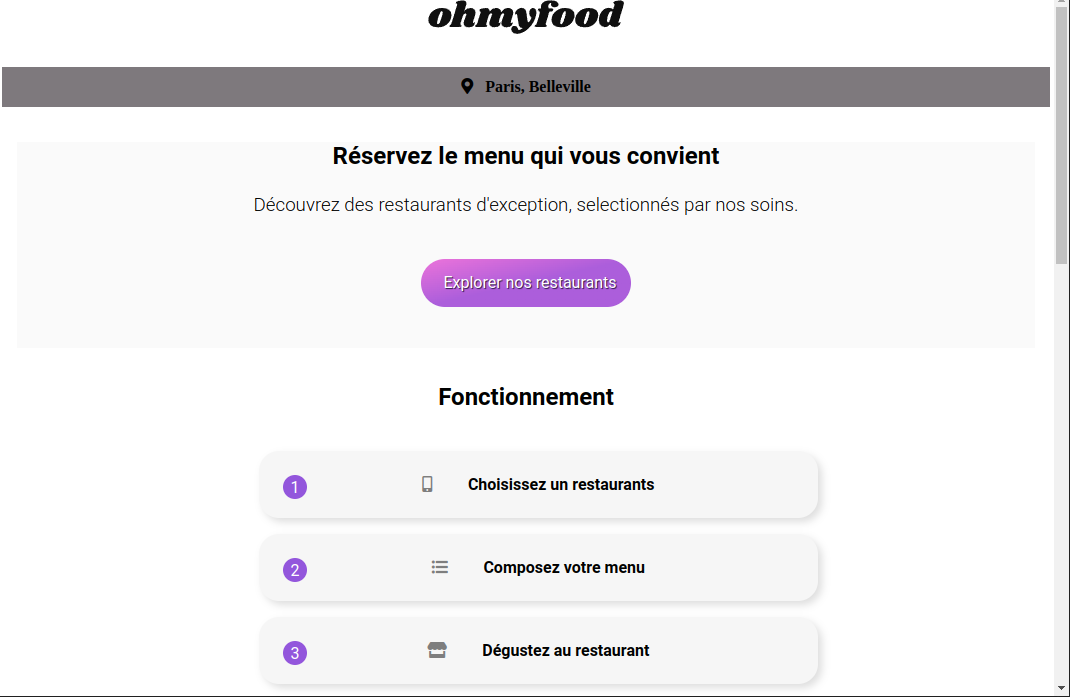 ohmyfood
Paris, Belleville
Réservez le menu qui vous convient
Découvrez des restaurants d'exception, selectionnés par nos soins.
Explorer nos restaurants
Fonctionnement
1 Choisissez un restaurants
2 Composez votre menu
3 Dégustez au restaurant